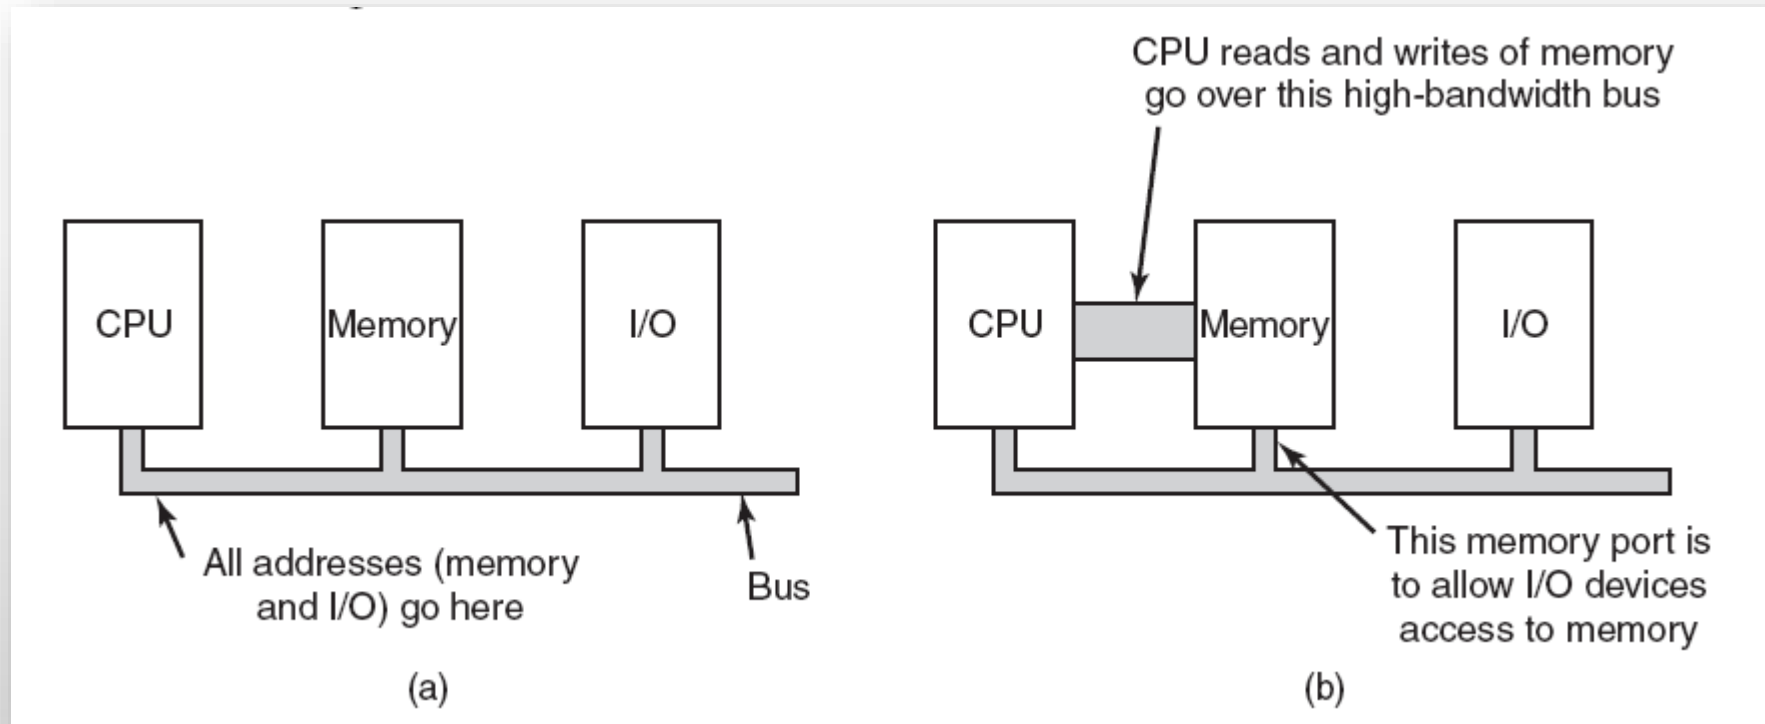 CPU reads and writes of memory
go over this high-bandwidth bus
CPU
Memory
I/O
CPU
Memory
I/O
All addresses (memory
and I/O) go here
Bus
This memory port is
to allow I/O devices
access to memory
(a)
(b)